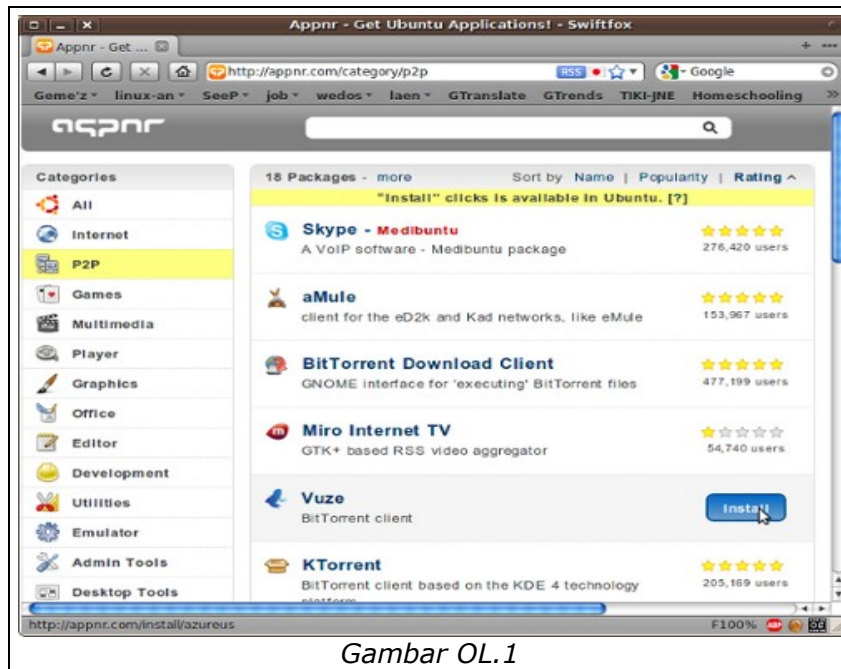 Appnr - Get Ubuntu Applications! - Swiftfox
Appnr - Get ...
http://appnr.com/category/p2p RSS Google
Geme'z linux-an SeeP job wedos laen GTranslate GTrends TIKI-JNE Homeschooling »
appnr
Categories
All
Internet
P2P
Games
Multimedia
Player
Graphics
Office
Editor
Development
Utilities
Emulator
Admin Tools
Desktop Tools
18 Packages - more Sort by Name | Popularity | Rating
"Install" clicks is available in Ubuntu. [?]
Skype - Medibuntu
A VoIP software - Medibuntu package
276,420 users
aMule
client for the eD2k and Kad networks, like eMule
153,967 users
BitTorrent Download Client
GNOME interface for 'executing' BitTorrent files
477,199 users
Miro Internet TV
GTK+ based RSS video aggregator
54,740 users
Vuze
BitTorrent client
Install
KTorrent
BitTorrent client based on the KDE 4 technology
platform
205,169 users
http://appnr.com/install/azureus F100% ABP
Gambar OL.1